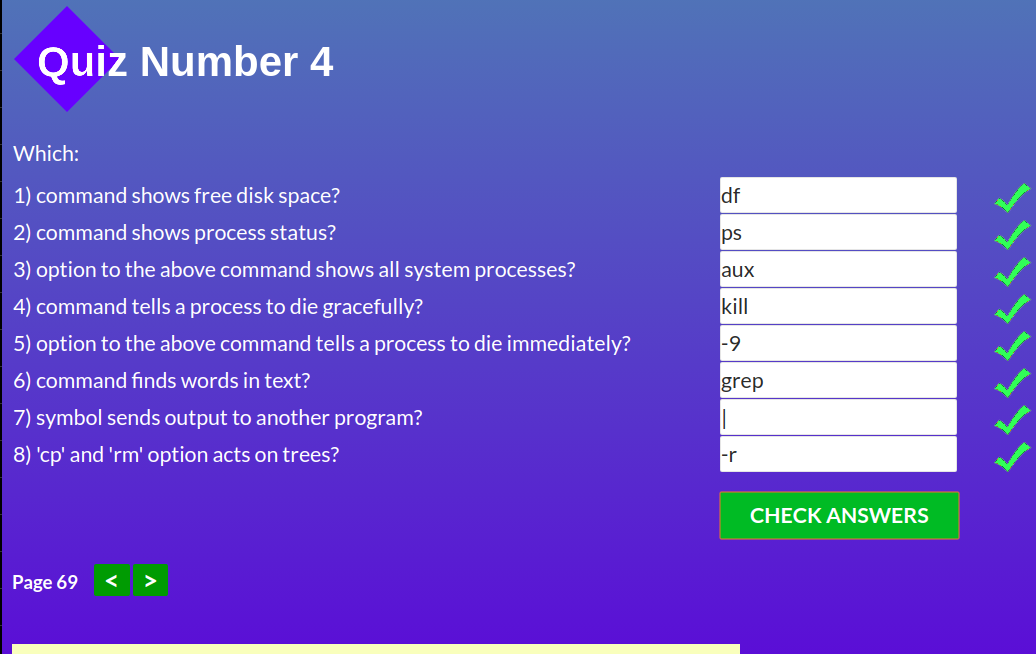 Quiz Number 4
Which:
1) command shows free disk space? df
2) command shows process status? ps
3) option to the above command shows all system processes? aux
4) command tells a process to die gracefully? kill
5) option to the above command tells a process to die immediately? -9
6) command finds words in text? grep
7) symbol sends output to another program? |
8) 'cp' and 'rm' option acts on trees? -r
CHECK ANSWERS
Page 69 < >